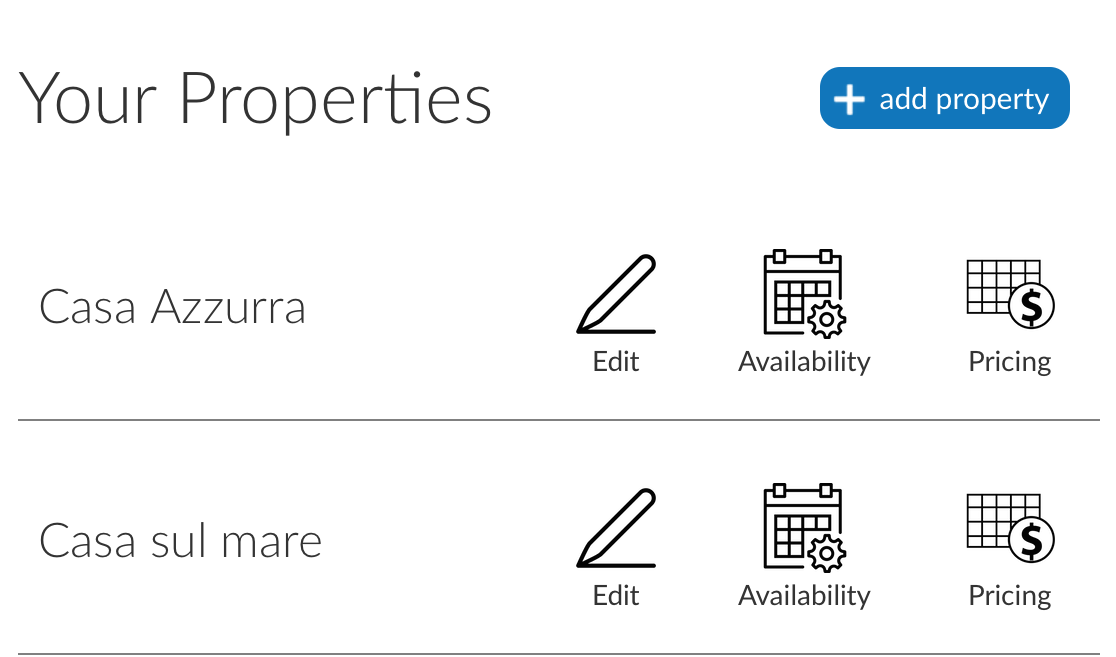 Your Properties
+ add property
Casa Azzurra
Edit Availability Pricing
Casa sul mare
Edit Availability Pricing